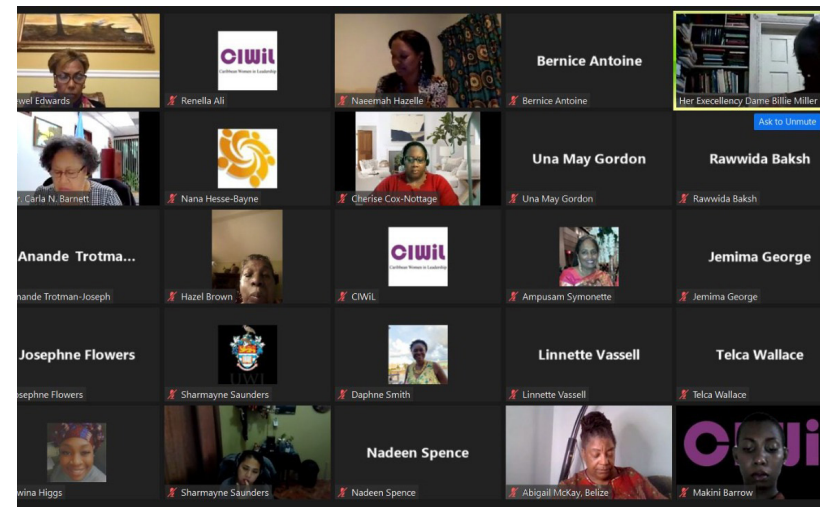 wel Edwards
CIWiL
Caribbean Women in Leadership
Renella Ali
Naeemah Hazelle
Bernice Antoine
Bernice Antoine
Her Execellency Dame Billie Miller
Ask to Unmute
r. Carla N. Barnett
Nana Hesse-Bayne
Cherise Cox-Nottage
Una May Gordon
Una May Gordon
Rawwida Baksh
Rawwida Baksh
Anande Trotma...
nande Trotman-Joseph
Hazel Brown
CIWiL
Caribbean Women in Leadership
CIWiL
Ampusam Symonette
Jemima George
Jemima George
Josephne Flowers
osephne Flowers
UWI
Sharmayne Saunders
Daphne Smith
Linnette Vassell
Linnette Vassell
Telca Wallace
Telca Wallace
wina Higgs
Sharmayne Saunders
Nadeen Spence
Nadeen Spence
Abigail McKay, Belize
Makini Barrow